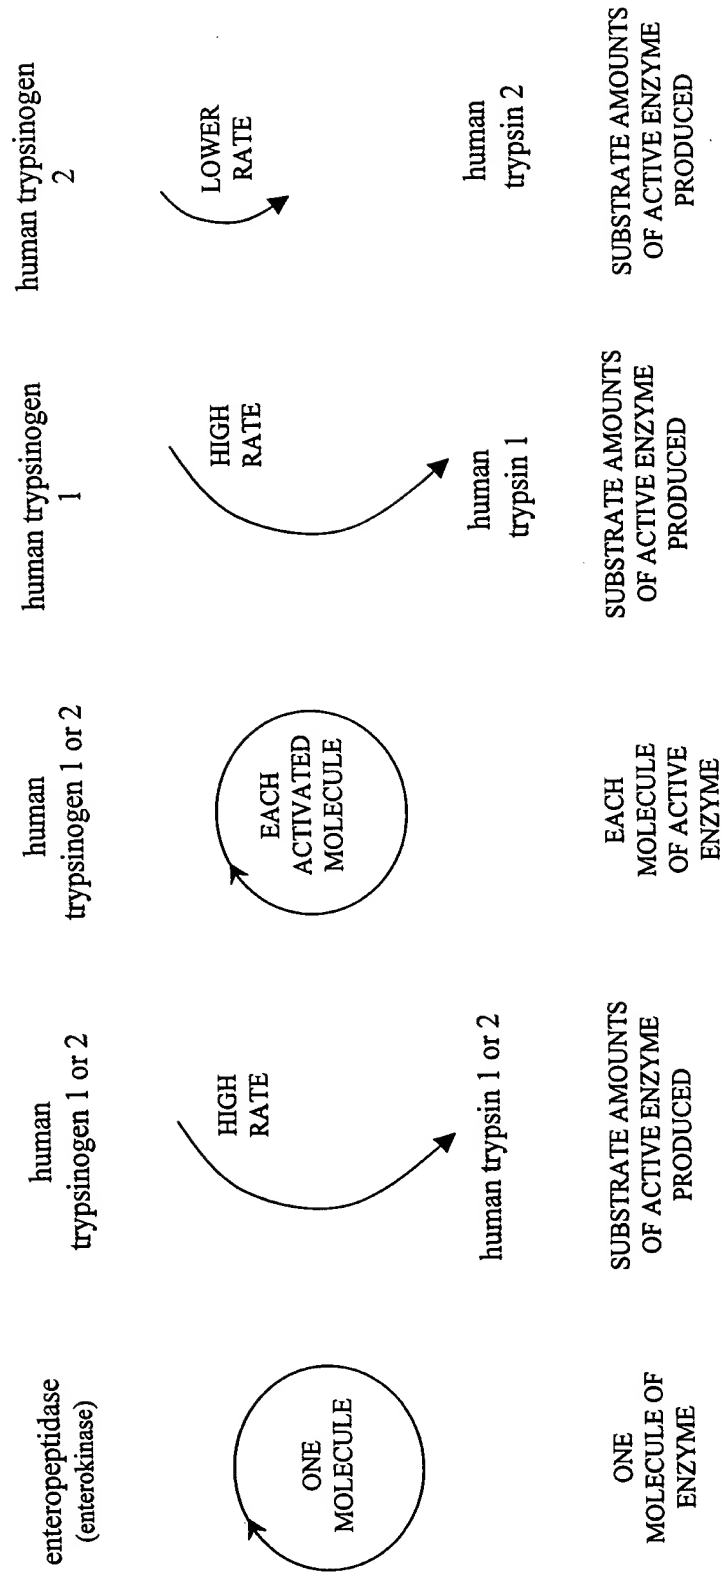 enteropeptidase
(enterokinase)
human
trypsinogen 1 or 2
human
trypsinogen 1 or 2
human trypsinogen
1
human trypsinogen
2
ONE
MOLECULE
HIGH
RATE
EACH
ACTIVATED
MOLECULE
HIGH
RATE
LOWER
RATE
human trypsin 1 or 2
human
trypsin 1
human
trypsin 2
ONE
MOLECULE OF
ENZYME
SUBSTRATE AMOUNTS
OF ACTIVE ENZYME
PRODUCED
EACH
MOLECULE
OF ACTIVE
ENZYME
SUBSTRATE AMOUNTS
OF ACTIVE ENZYME
PRODUCED
SUBSTRATE AMOUNTS
OF ACTIVE ENZYME
PRODUCED